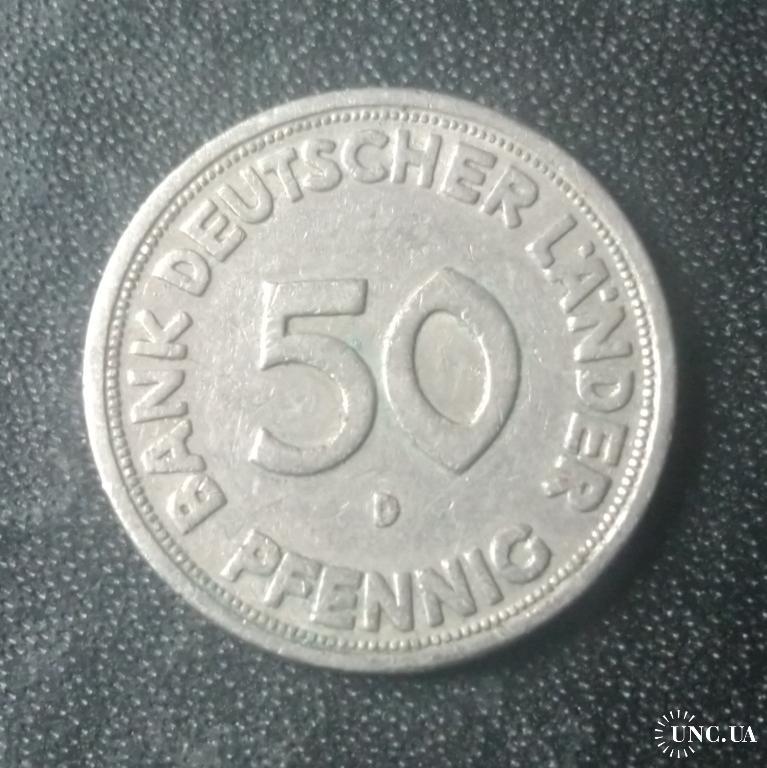 BANK DEUTSCHER LÄNDER
50
D
PFENNIG
UNC.UA